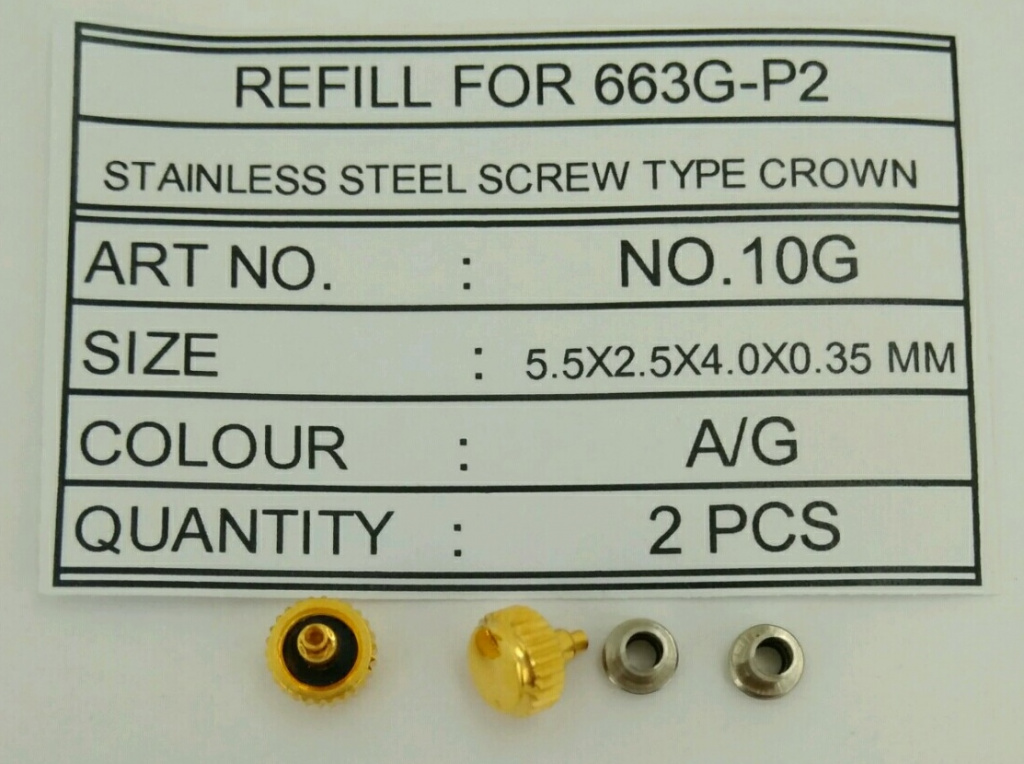 REFILL FOR 663G-P2
STAINLESS STEEL SCREW TYPE CROWN
ART NO. : NO.10G
SIZE : 5.5X2.5X4.0X0.35 MM
COLOUR : A/G
QUANTITY : 2 PCS